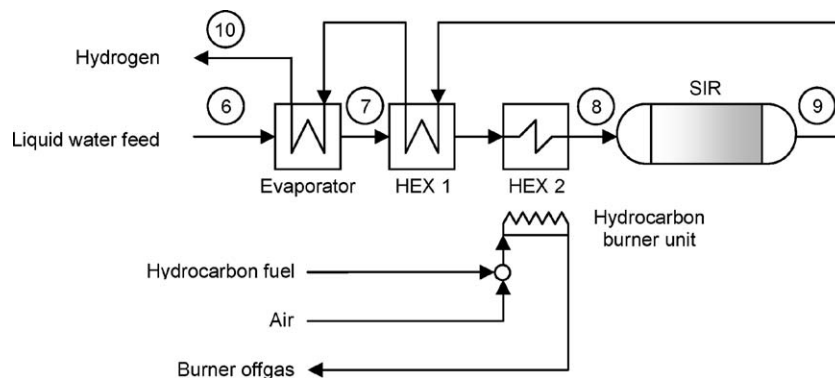 10
Hydrogen
6
7
8
SIR
9
Liquid water feed
Evaporator
HEX 1
HEX 2
Hydrocarbon
burner unit
Hydrocarbon fuel
Air
Burner offgas